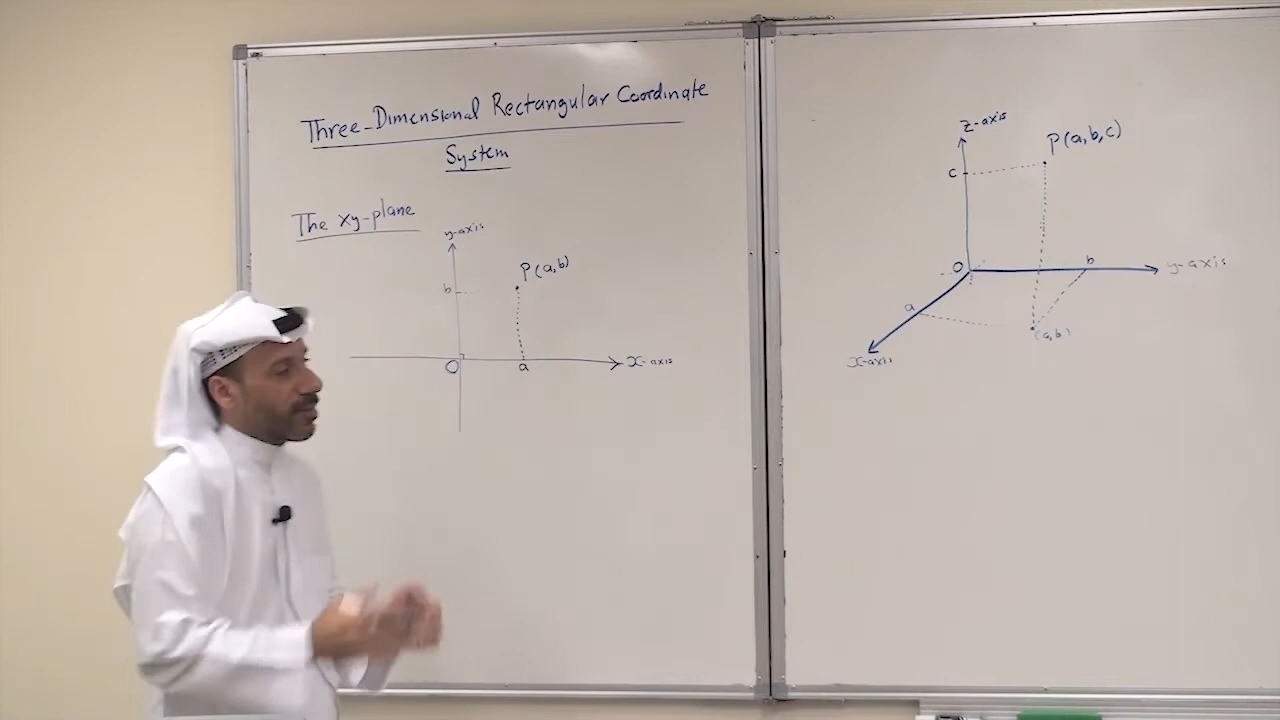 Three-Dimensional Rectangular Coordinate
System
The xy-plane
y-axis
P(a,b)
b
O
a
x-axis
z-axis
P(a,b,c)
c
O
b
y-axis
a
(a,b)
x-axis